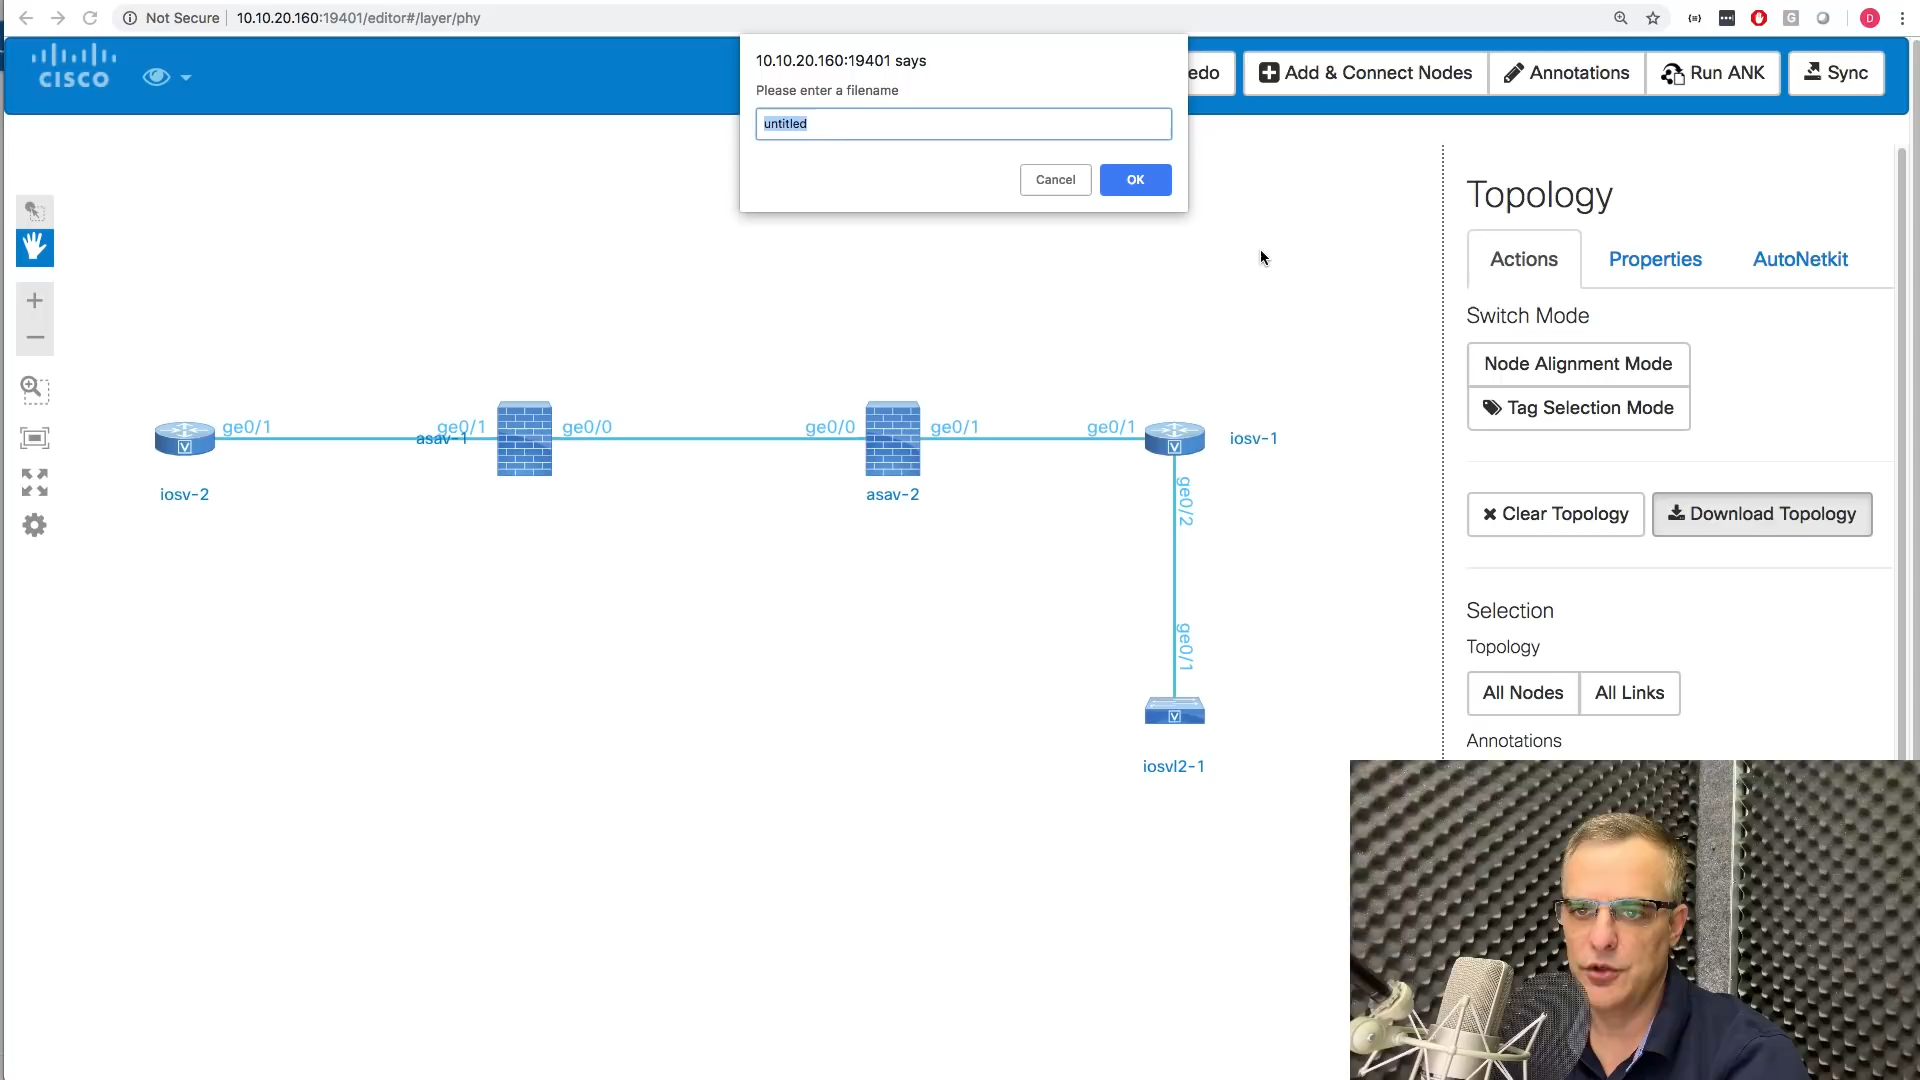 Not Secure 10.10.20.160:19401/editor#/layer/phy
D
CISCO
10.10.20.160:19401 says
Please enter a filename
untitled
Cancel
OK
edo
Add & Connect Nodes
Annotations
Run ANK
Sync
Topology
Actions
Properties
AutoNetkit
Switch Mode
Node Alignment Mode
Tag Selection Mode
Clear Topology
Download Topology
Selection
Topology
All Nodes
All Links
Annotations
ge0/1
ge0/1
asav-1
ge0/0
ge0/0
ge0/1
ge0/1
iosv-1
V
V
iosv-2
asav-2
ge0/2
ge0/1
V
iosvl2-1